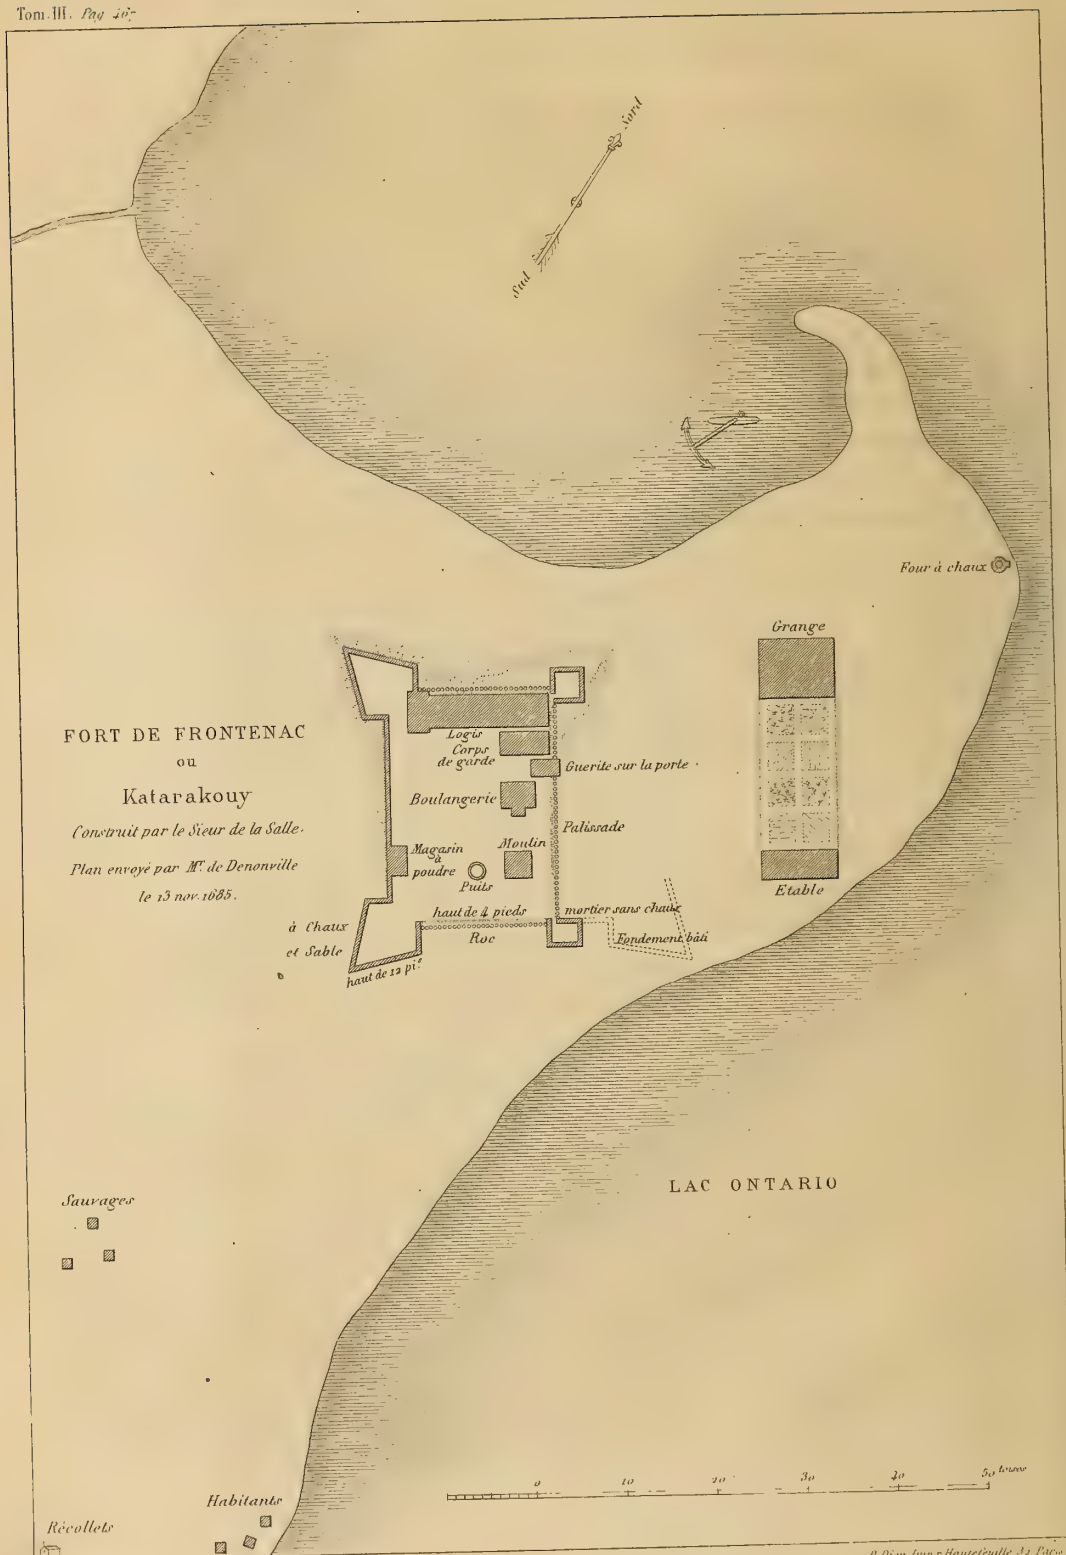 Tom. III. Pag
Nord
Sud
Four à chaux
Grange
FORT DE FRONTENAC
ou
Katarakouy
Construit par le Sieur de la Salle.
Plan envoyé par Mr. de Denonville
le 13 nov. 1685.
Logis
Corps
de garde
Guerite sur la porte
Boulangerie
Palissade
Magasin
à
poudre
Moulin
Puits
Etable
haut de 4 pieds
mortier sans chaux
à Chaux
et Sable
Roc
Fondement bâti
haut de 12 pi.
LAC ONTARIO
Sauvages
0 10 20 30 40 50 toises
Habitants
Récollets